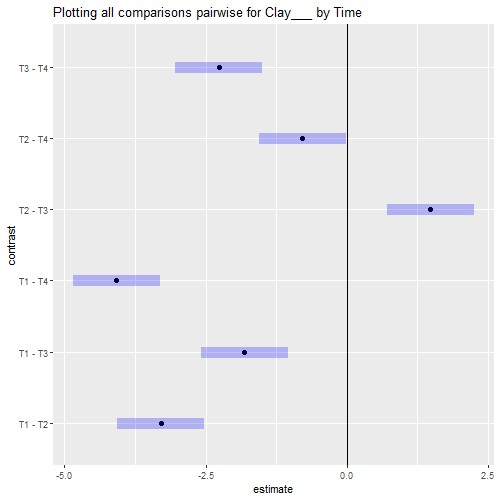 Plotting all comparisons pairwise for Clay___ by Time
T3 - T4
T2 - T4
T2 - T3
T1 - T4
T1 - T3
T1 - T2
contrast
-5.0 -2.5 0.0 2.5
estimate